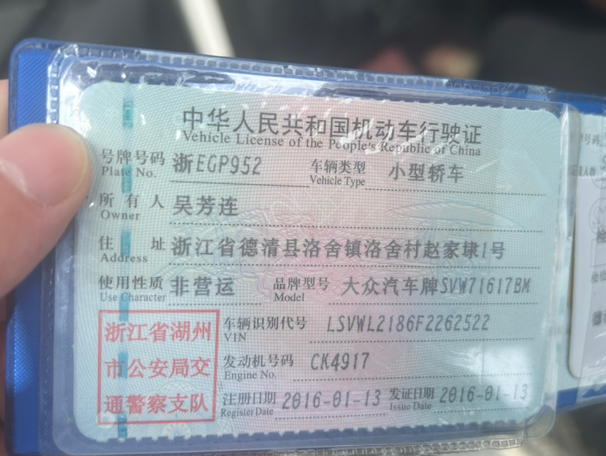 中华人民共和国机动车行驶证
Vehicle License of the People's Republic of China
号牌号码 浙EGP952 车辆类型 小型轿车
Plate No. Vehicle Type
所有人 吴芳连
Owner
住址 浙江省德清县洛舍镇洛舍村赵家埭1号
Address
使用性质 非营运 品牌型号 大众汽车牌SVW71617BM
Use Character Model
浙江省湖州
市公安局交
通警察支队
车辆识别代号 LSVWL2186F2262522
VIN
发动机号码 CK4917
Engine No.
注册日期 2016-01-13 发证日期 2016-01-13
Register Date Issue Date